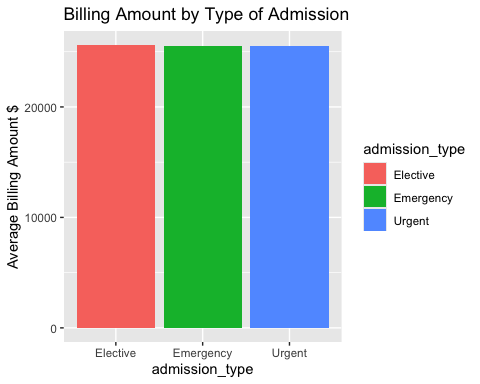 Billing Amount by Type of Admission
Average Billing Amount $
20000
10000
0
Elective
Emergency
Urgent
admission_type
admission_type
Elective
Emergency
Urgent